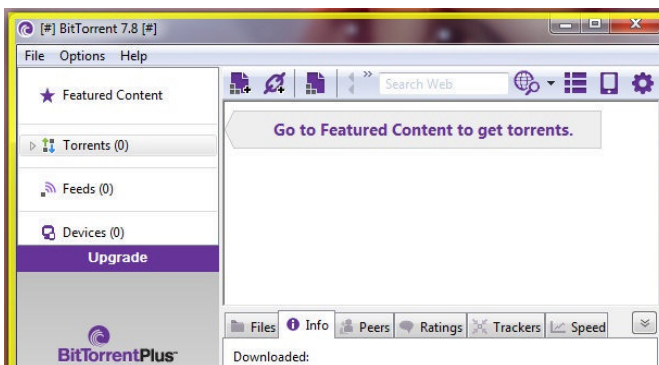 [#] BitTorrent 7.8 [#]
File Options Help
Featured Content
Torrents (0)
Feeds (0)
Devices (0)
Upgrade
BitTorrentPlus
Search Web
Go to Featured Content to get torrents.
Files Info Peers Ratings Trackers Speed
Downloaded: